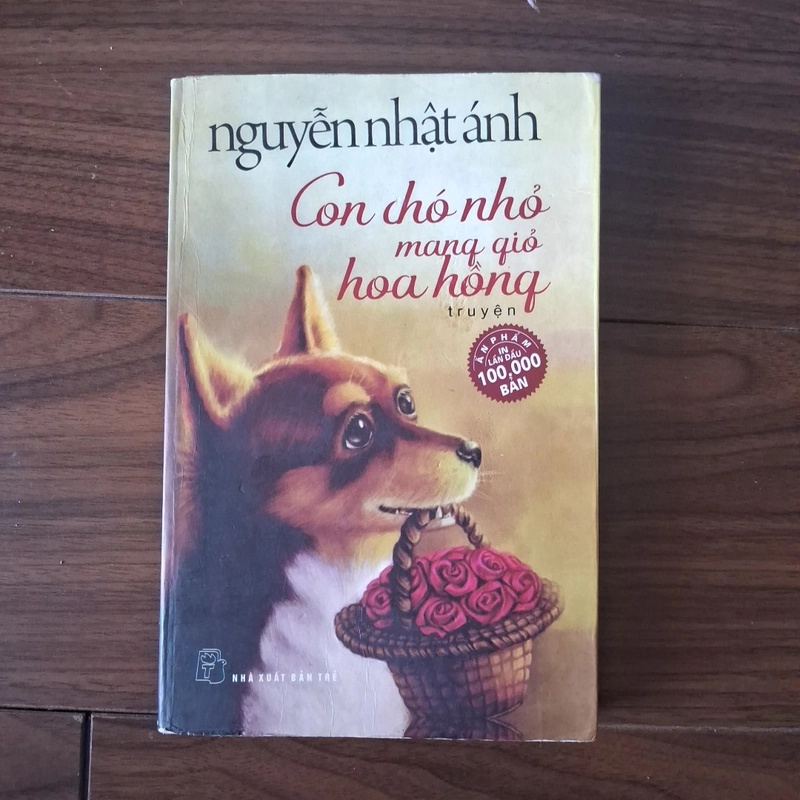 nguyễn nhật ánh
Con chó nhỏ
mang giỏ
hoa hồng
truyện
ẤN PHẨM
IN
LẦN ĐẦU
100.000
BẢN
NHÀ XUẤT BẢN TRẺ